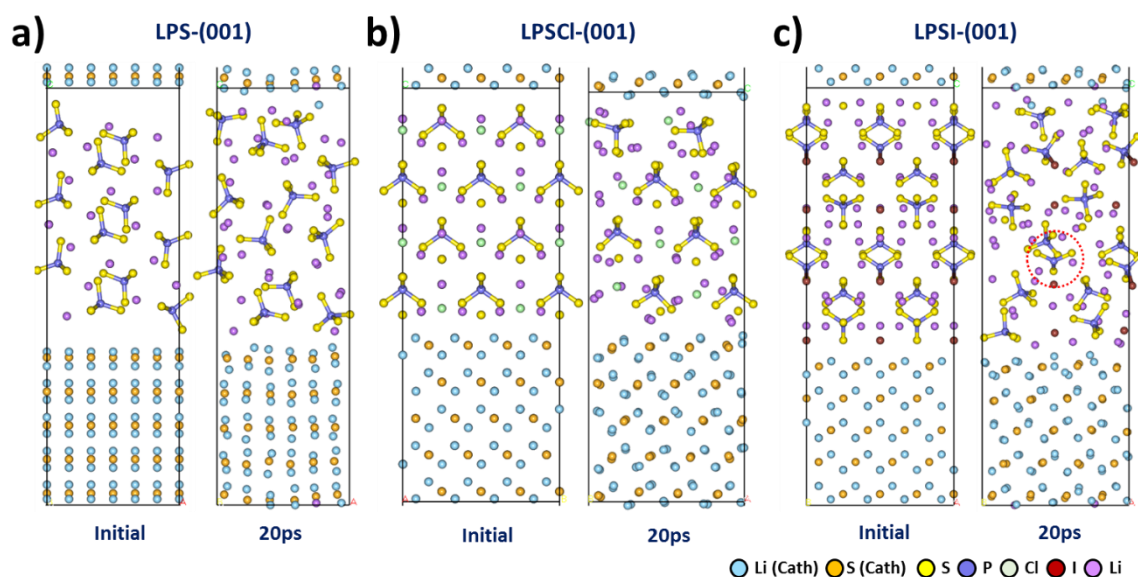 a) LPS-(001) b) LPSCl-(001) c) LPSI-(001)
Initial 20ps Initial 20ps Initial 20ps
Li (Cath) S (Cath) S P Cl I Li